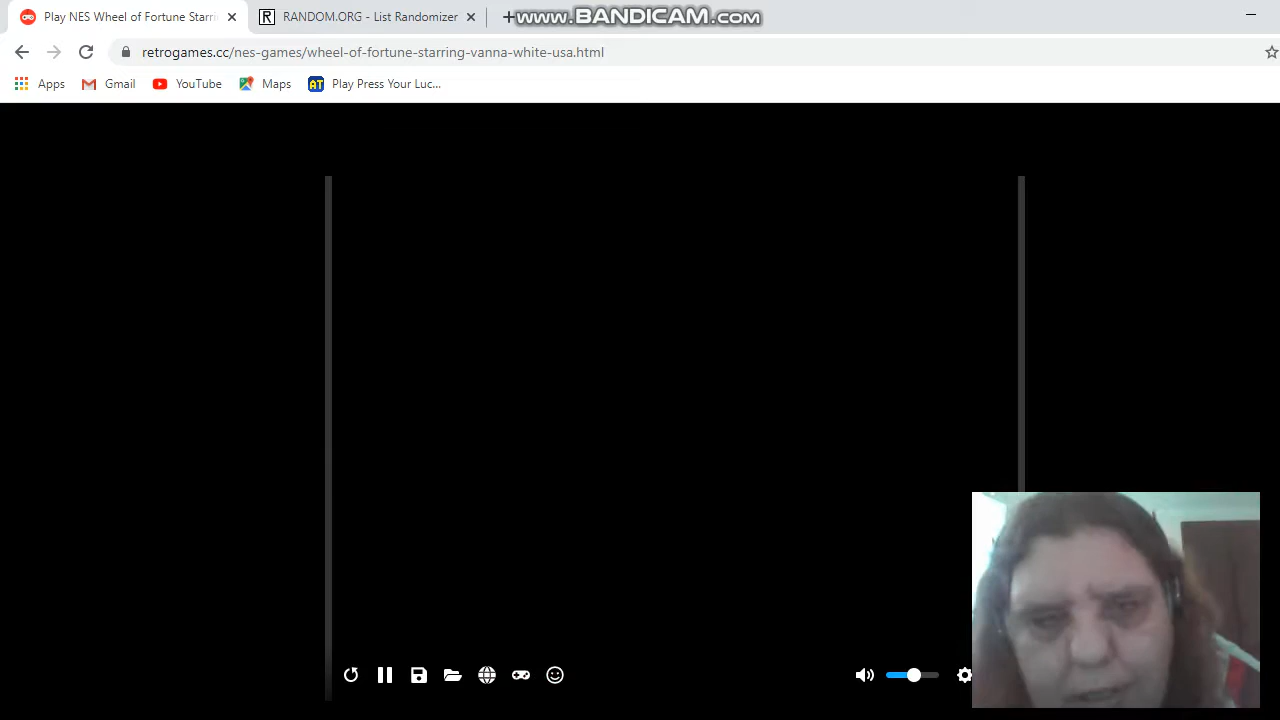 Play NES Wheel of Fortune Starri
RANDOM.ORG - List Randomizer
www.BANDICAM.com
retrogames.cc/nes-games/wheel-of-fortune-starring-vanna-white-usa.html
Apps
Gmail
YouTube
Maps
AT
Play Press Your Luc...